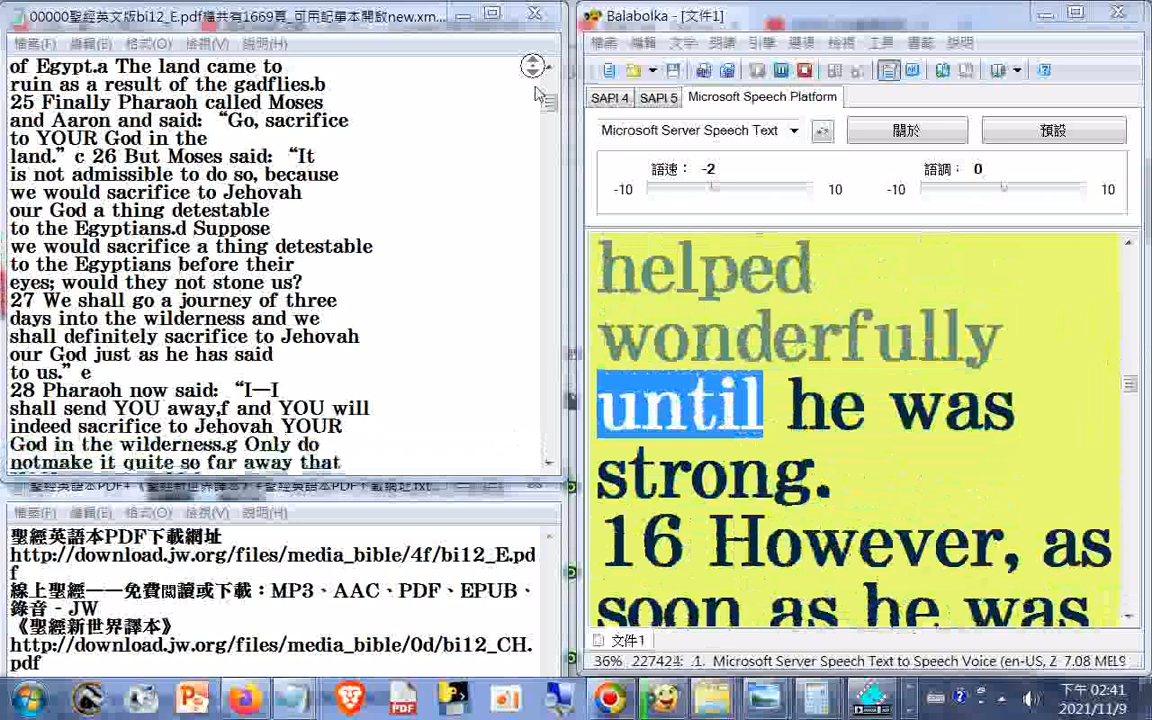 00000聖經英文版bi12_E.pdf檔共有1669頁_可用記事本開啟new.xm...
檔案(F) 編輯(E) 格式(O) 檢視(V) 說明(H)
of Egypt.a The land came to
ruin as a result of the gadflies.b
25 Finally Pharaoh called Moses
and Aaron and said: “Go, sacrifice
to YOUR God in the
land.” c 26 But Moses said: “It
is not admissible to do so, because
we would sacrifice to Jehovah
our God a thing detestable
to the Egyptians.d Suppose
we would sacrifice a thing detestable
to the Egyptians before their
eyes; would they not stone us?
27 We shall go a journey of three
days into the wilderness and we
shall definitely sacrifice to Jehovah
our God just as he has said
to us.” e
28 Pharaoh now said: “I—I
shall send YOU away,f and YOU will
indeed sacrifice to Jehovah YOUR
God in the wilderness.g Only do
notmake it quite so far away that
檔案(F) 編輯(E) 格式(O) 檢視(V) 說明(H)
聖經英語本PDF下載網址
http://download.jw.org/files/media_bible/4f/bi12_E.pd
f
線上聖經——免費閱讀或下載：MP3、AAC、PDF、EPUB、
錄音 - JW
《聖經新世界譯本》
http://download.jw.org/files/media_bible/0d/bi12_CH.
pdf
Balabolka - [文件1]
檔案 編輯 文字 朗讀 引擎 選項 檢視 工具 書籤 說明
SAPI 4 SAPI 5 Microsoft Speech Platform
Microsoft Server Speech Text 關於 預設
語速： -2 語調： 0
-10 10 -10 10
helped
wonderfully
until he was
strong.
16 However, as
soon as he was
文件1
36% Microsoft Server Speech Text to Speech Voice (en-US, Z
下午 02:41
2021/11/9